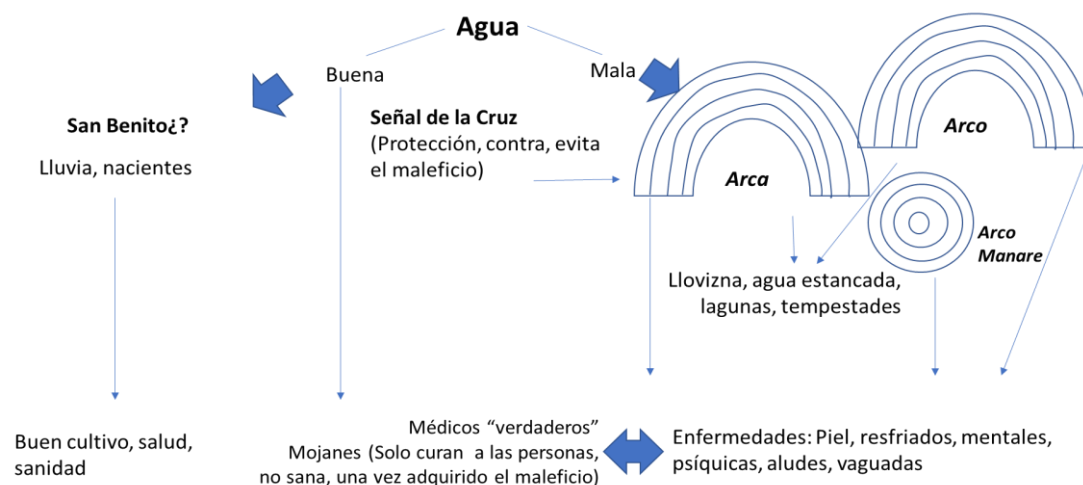 Agua
Buena
Mala
San Benito¿?
Lluvia, nacientes
Señal de la Cruz
(Protección, contra, evita
el maleficio)
Arca
Arco
Arco
Manare
Llovizna, agua estancada,
lagunas, tempestades
Buen cultivo, salud,
sanidad
Médicos “verdaderos”
Mojanes (Solo curan a las personas,
no sana, una vez adquirido el maleficio)
Enfermedades: Piel, resfriados, mentales,
psíquicas, aludes, vaguadas